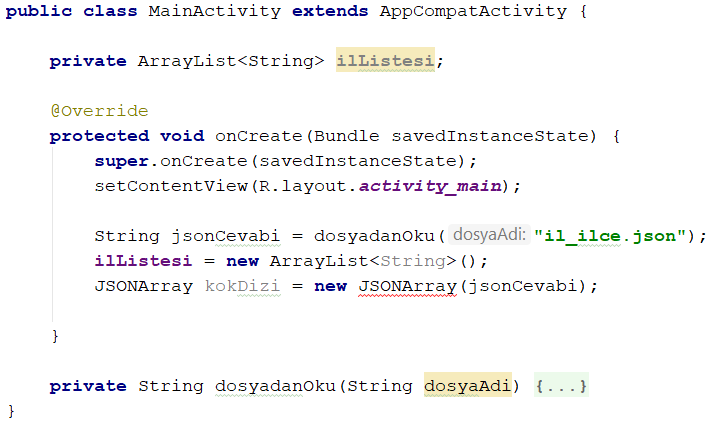 public class MainActivity extends AppCompatActivity {
private ArrayList<String> ilListesi;
@Override
protected void onCreate(Bundle savedInstanceState) {
super.onCreate(savedInstanceState);
setContentView(R.layout.activity_main);
String jsonCevabi = dosyadanOku( dosyaAdi: "il_ilce.json");
ilListesi = new ArrayList<String>();
JSONArray kokDizi = new JSONArray(jsonCevabi);
}
private String dosyadanOku(String dosyaAdi) {...}
}